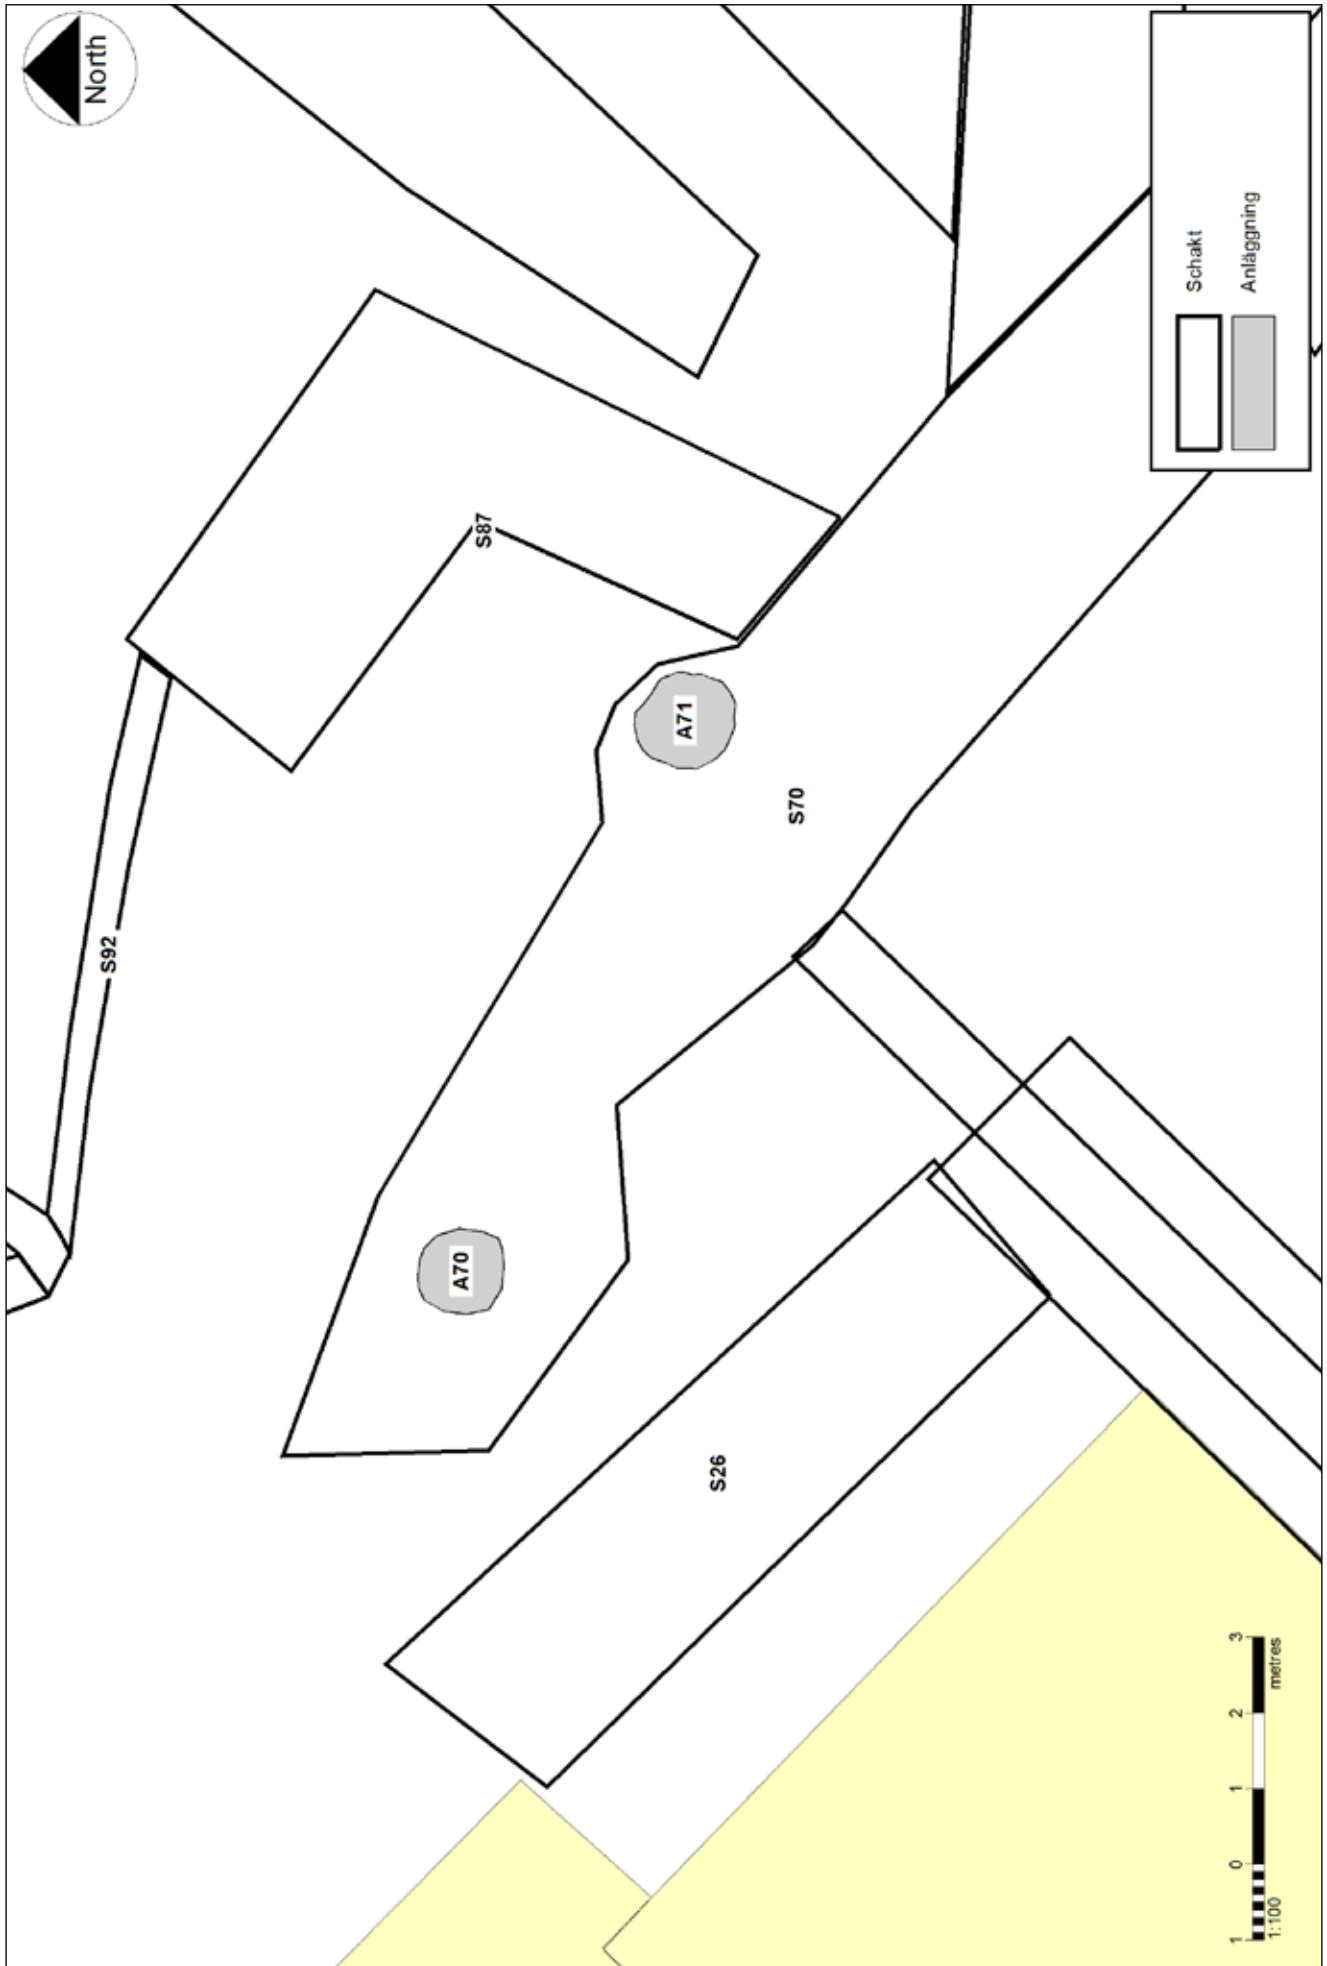 North
S92
S87
A71
S70
A70
S26
Schakt
Anläggning
1 0 1 2 3
1:100 metres